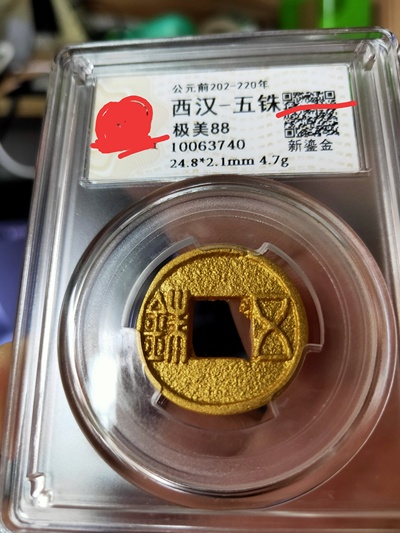 公元前202-220年
西汉-五铢
极美88
10063740
新鎏金
24.8*2.1mm 4.7g
五銖